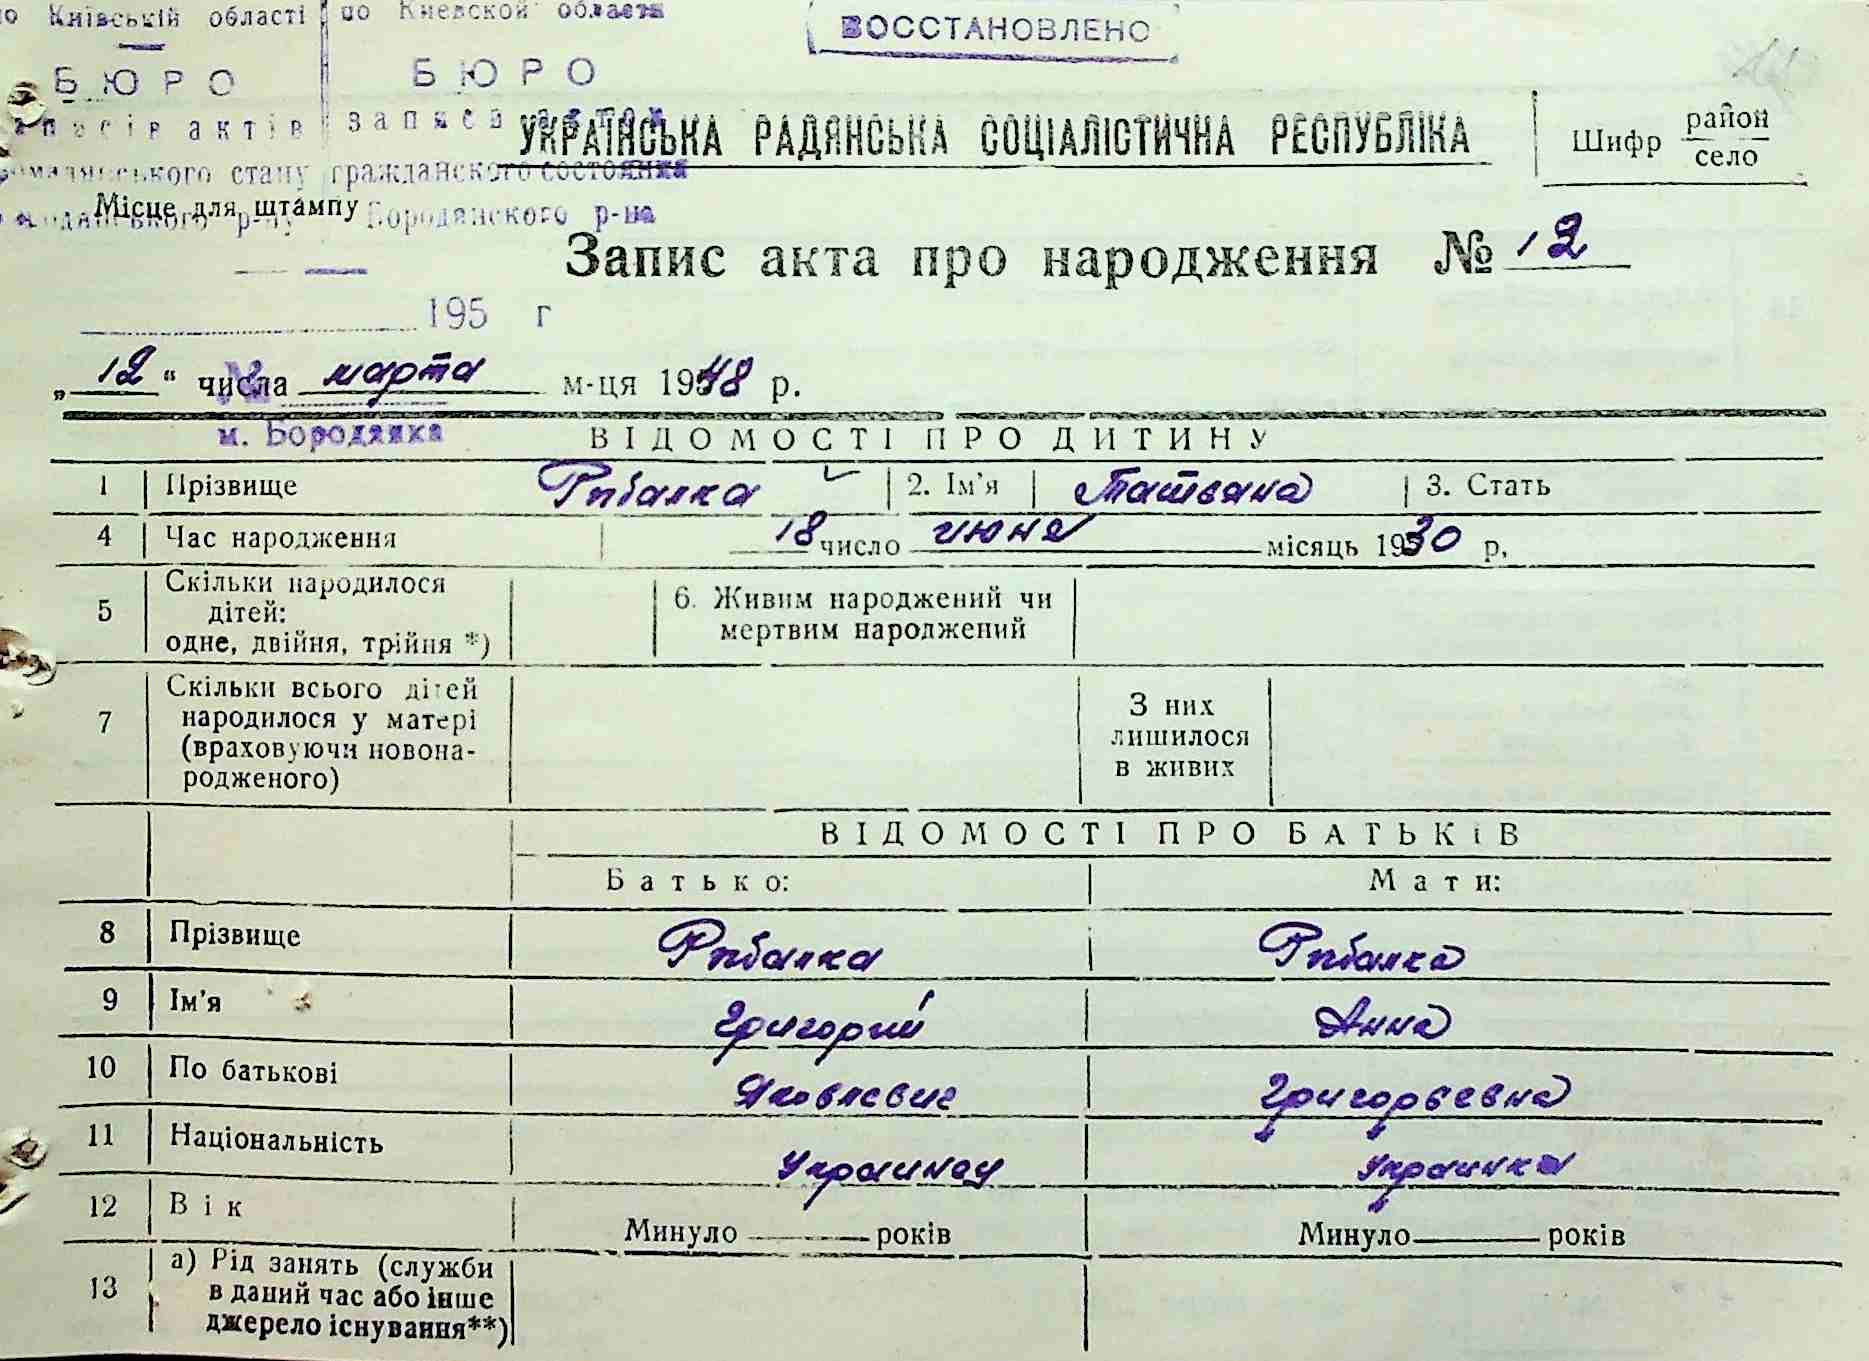 по Київській області по Киевской области
ВОССТАНОВЛЕНО
БЮРО БЮРО
записів актів записей актов
громадянського стану гражданского состояния
Бородянського р-ну Бородянского р-на
УКРАЇНСЬКА РАДЯНСЬКА СОЦІАЛІСТИЧНА РЕСПУБЛІКА
Шифр район
село
Місце для штампу
Запис акта про народження № 12
195 г
„12“ числа марта м-ця 1948 р.
№
м. Бородянка
ВІДОМОСТІ ПРО ДИТИНУ
1 Прізвище Рыбалка 2. Ім'я Татьяна 3. Стать
4 Час народження 18 число июня місяць 1930 р.
5 Скільки народилося дітей: одне, двійня, трійня *) 6. Живим народжений чи мертвим народжений
7 Скільки всього дітей народилося у матері (враховуючи новона-родженого) З них лишилося в живих
ВІДОМОСТІ ПРО БАТЬКІВ
Батько: Мати:
8 Прізвище Рыбалка Рыбалка
9 Ім'я Григорий Анна
10 По батькові Яковлевич Григорьевна
11 Національність Украинец Украинка
12 Вік Минуло років Минуло років
13 а) Рід занять (служби в даний час або інше джерело існування**)